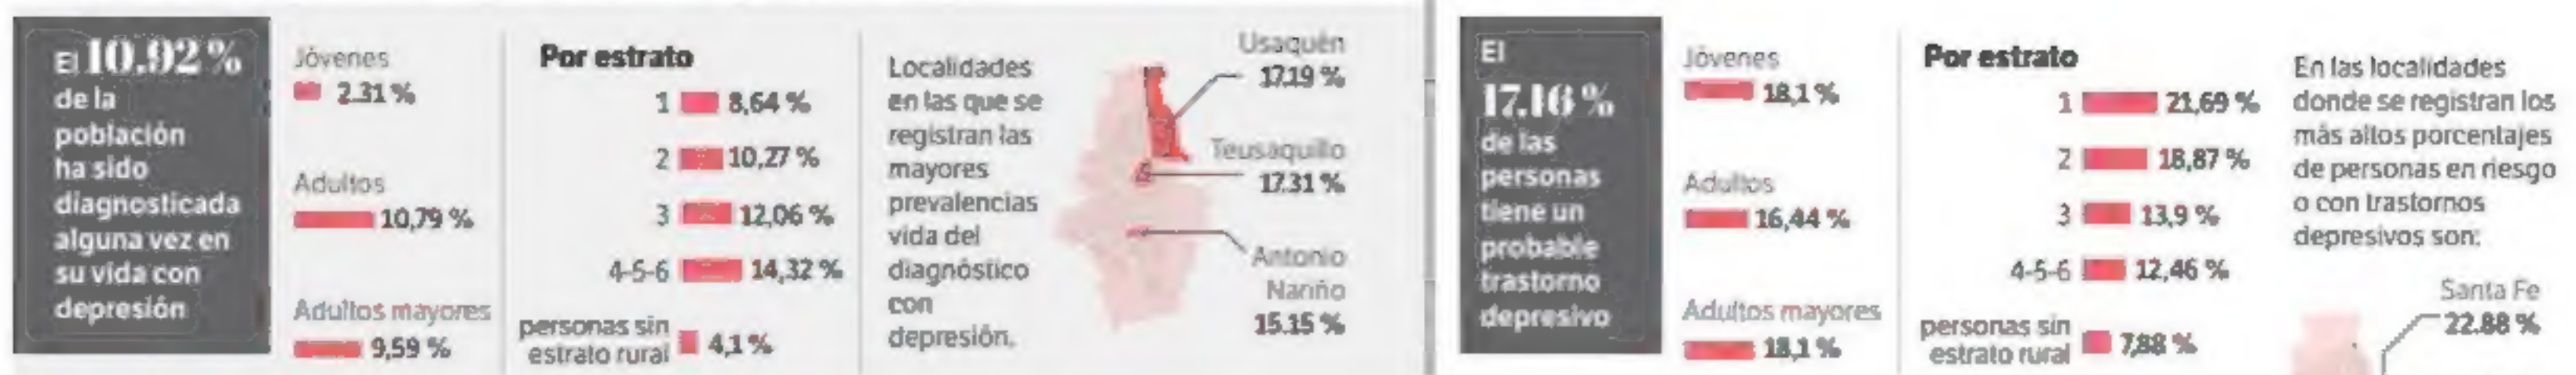 El 10.92 %
de la
población
ha sido
diagnosticada
alguna vez en
su vida con
depresión
Jóvenes
2.31 %
Adultos
10,79 %
Adultos mayores
9,59 %
Por estrato
1 8,64 %
2 10,27 %
3 12,06 %
4-5-6 14,32 %
personas sin
estrato rural 4,1 %
Localidades
en las que se
registran las
mayores
prevalencias
vida del
diagnóstico
con
depresión.
Usaquén
17.19 %
Teusaquillo
17.31 %
Antonio
Nariño
15.15 %
El
17.16 %
de las
personas
tiene un
probable
trastorno
depresivo
Jóvenes
18,1 %
Adultos
16,44 %
Adultos mayores
18,1 %
Por estrato
1 21,69 %
2 18,87 %
3 13,9 %
4-5-6 12,46 %
personas sin
estrato rural 7,88 %
En las localidades
donde se registran los
más altos porcentajes
de personas en riesgo
o con trastornos
depresivos son:
Santa Fe
22.88 %